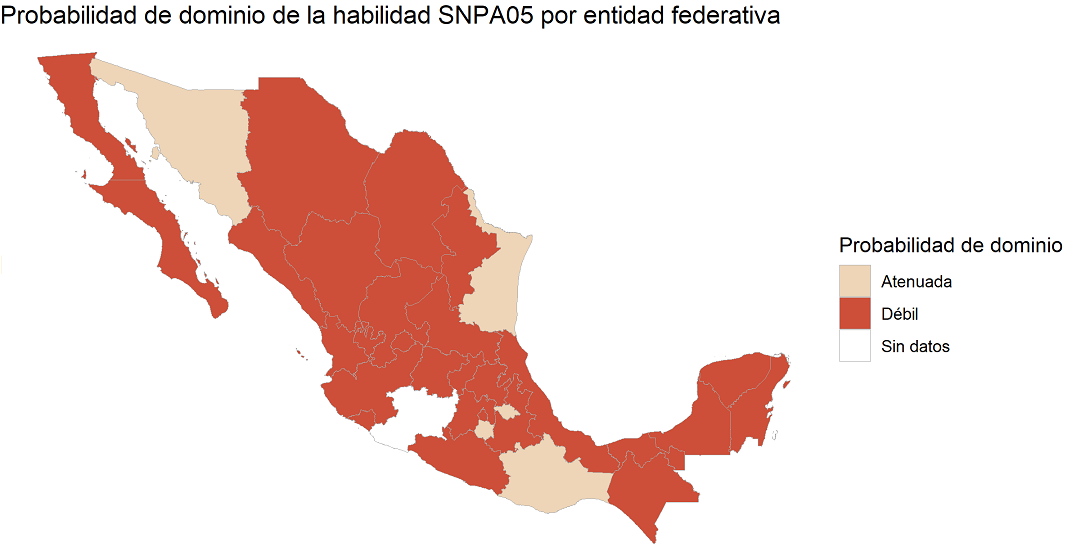 Probabilidad de dominio de la habilidad SNPA05 por entidad federativa
Probabilidad de dominio
Atenuada
Débil
Sin datos